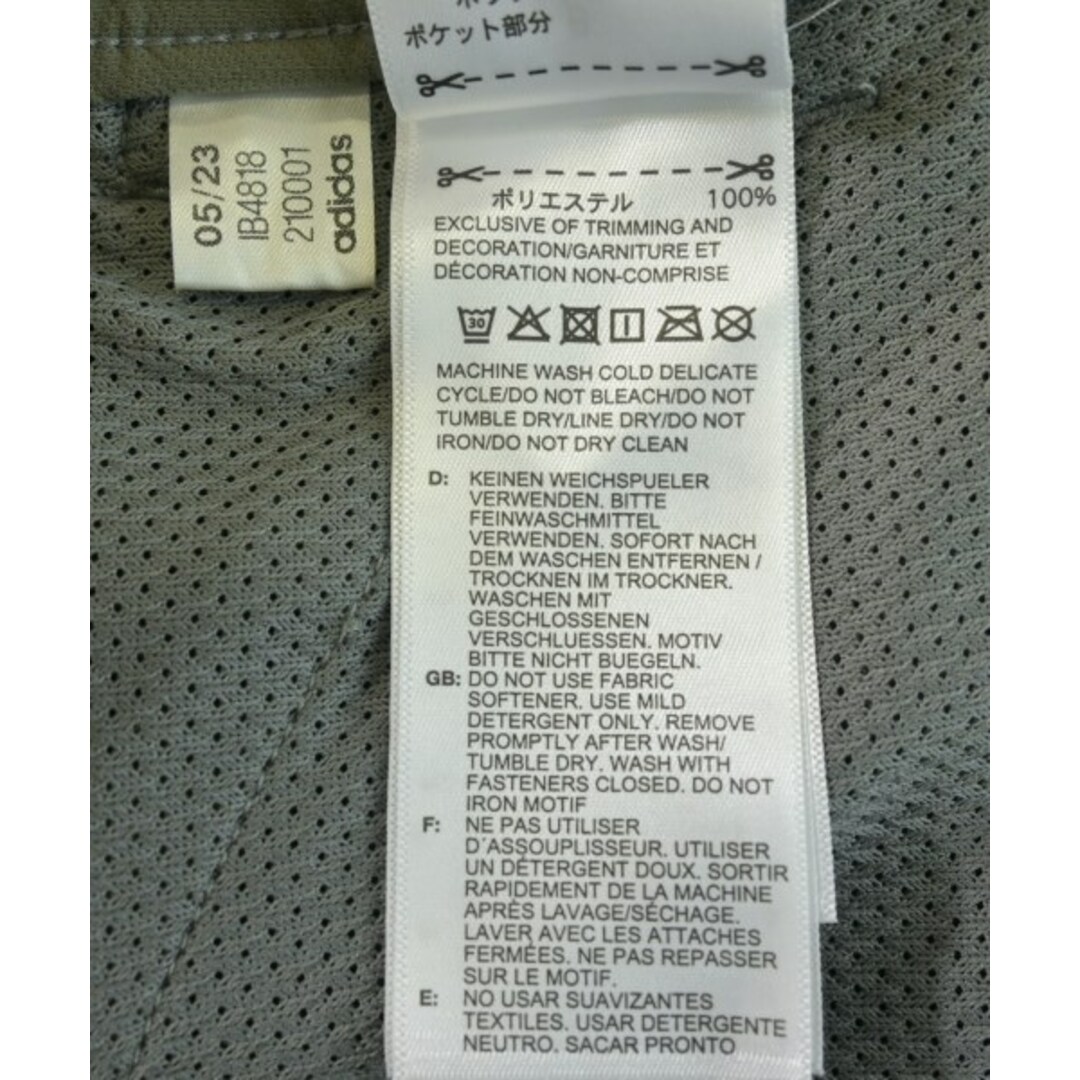 ポケット部分
05/23
IB4818
210001
adidas
ポリエステル 100%
EXCLUSIVE OF TRIMMING AND
DECORATION/GARNITURE ET
DÉCORATION NON-COMPRISE
30
MACHINE WASH COLD DELICATE
CYCLE/DO NOT BLEACH/DO NOT
TUMBLE DRY/LINE DRY/DO NOT
IRON/DO NOT DRY CLEAN
D: KEINEN WEICHSPUELER
VERWENDEN. BITTE
FEINWASCHMITTEL
VERWENDEN. SOFORT NACH
DEM WASCHEN ENTFERNEN /
TROCKNEN IM TROCKNER.
WASCHEN MIT
GESCHLOSSENEN
VERSCHLUESSEN. MOTIV
BITTE NICHT BUEGELN.
GB: DO NOT USE FABRIC
SOFTENER. USE MILD
DETERGENT ONLY. REMOVE
PROMPTLY AFTER WASH/
TUMBLE DRY. WASH WITH
FASTENERS CLOSED. DO NOT
IRON MOTIF
F: NE PAS UTILISER
D´ASSOUPLISSEUR. UTILISER
UN DÉTERGENT DOUX. SORTIR
RAPIDEMENT DE LA MACHINE
APRÈS LAVAGE/SÉCHAGE.
LAVER AVEC LES ATTACHES
FERMÉES. NE PAS REPASSER
SUR LE MOTIF.
E: NO USAR SUAVIZANTES
TEXTILES. USAR DETERGENTE
NEUTRO. SACAR PRONTO